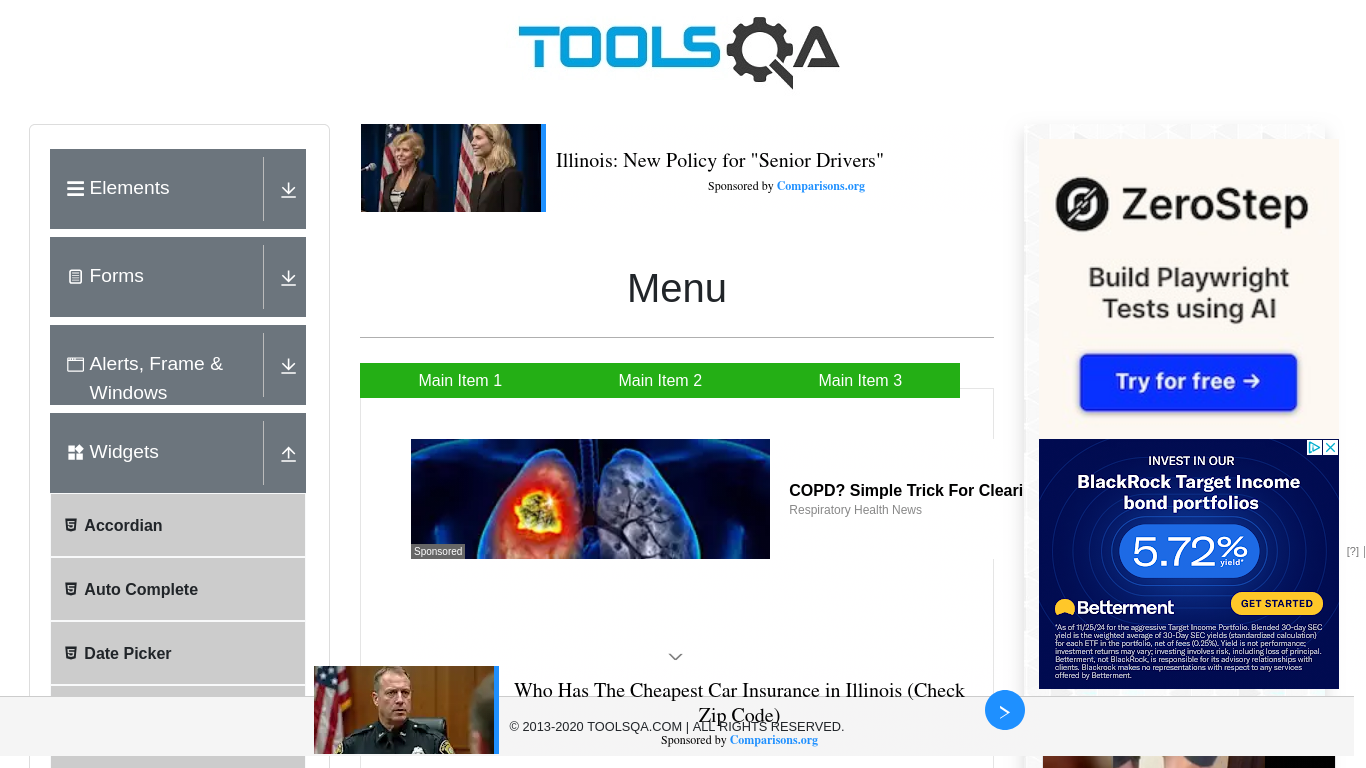 TOOLSQA
Elements
Forms
Alerts, Frame &
Windows
Widgets
Accordian
Auto Complete
Date Picker
Illinois: New Policy for "Senior Drivers"
Sponsored by Comparisons.org
Menu
Main Item 1
Main Item 2
Main Item 3
Sponsored
COPD? Simple Trick For Cleari
Respiratory Health News
ZeroStep
Build Playwright
Tests using AI
Try for free →
INVEST IN OUR
BlackRock Target Income
bond portfolios
5.72%
yield*
Betterment
GET STARTED
*As of 11/25/24 for the aggressive Target Income Portfolio. Blended 30-day SEC
yield is the weighted average of 30-Day SEC yields (standardized calculation)
for each ETF in the portfolio, net of fees (0.25%). Yield is not performance;
investment returns may vary; investing involves risk, including loss of principal.
Betterment, not BlackRock, is responsible for its advisory relationships with
clients. Blackrock makes no representations with respect to any services
offered by Betterment.
[?]
Who Has The Cheapest Car Insurance in Illinois (Check
Zip Code)
© 2013-2020 TOOLSQA.COM | ALL RIGHTS RESERVED.
Sponsored by Comparisons.org